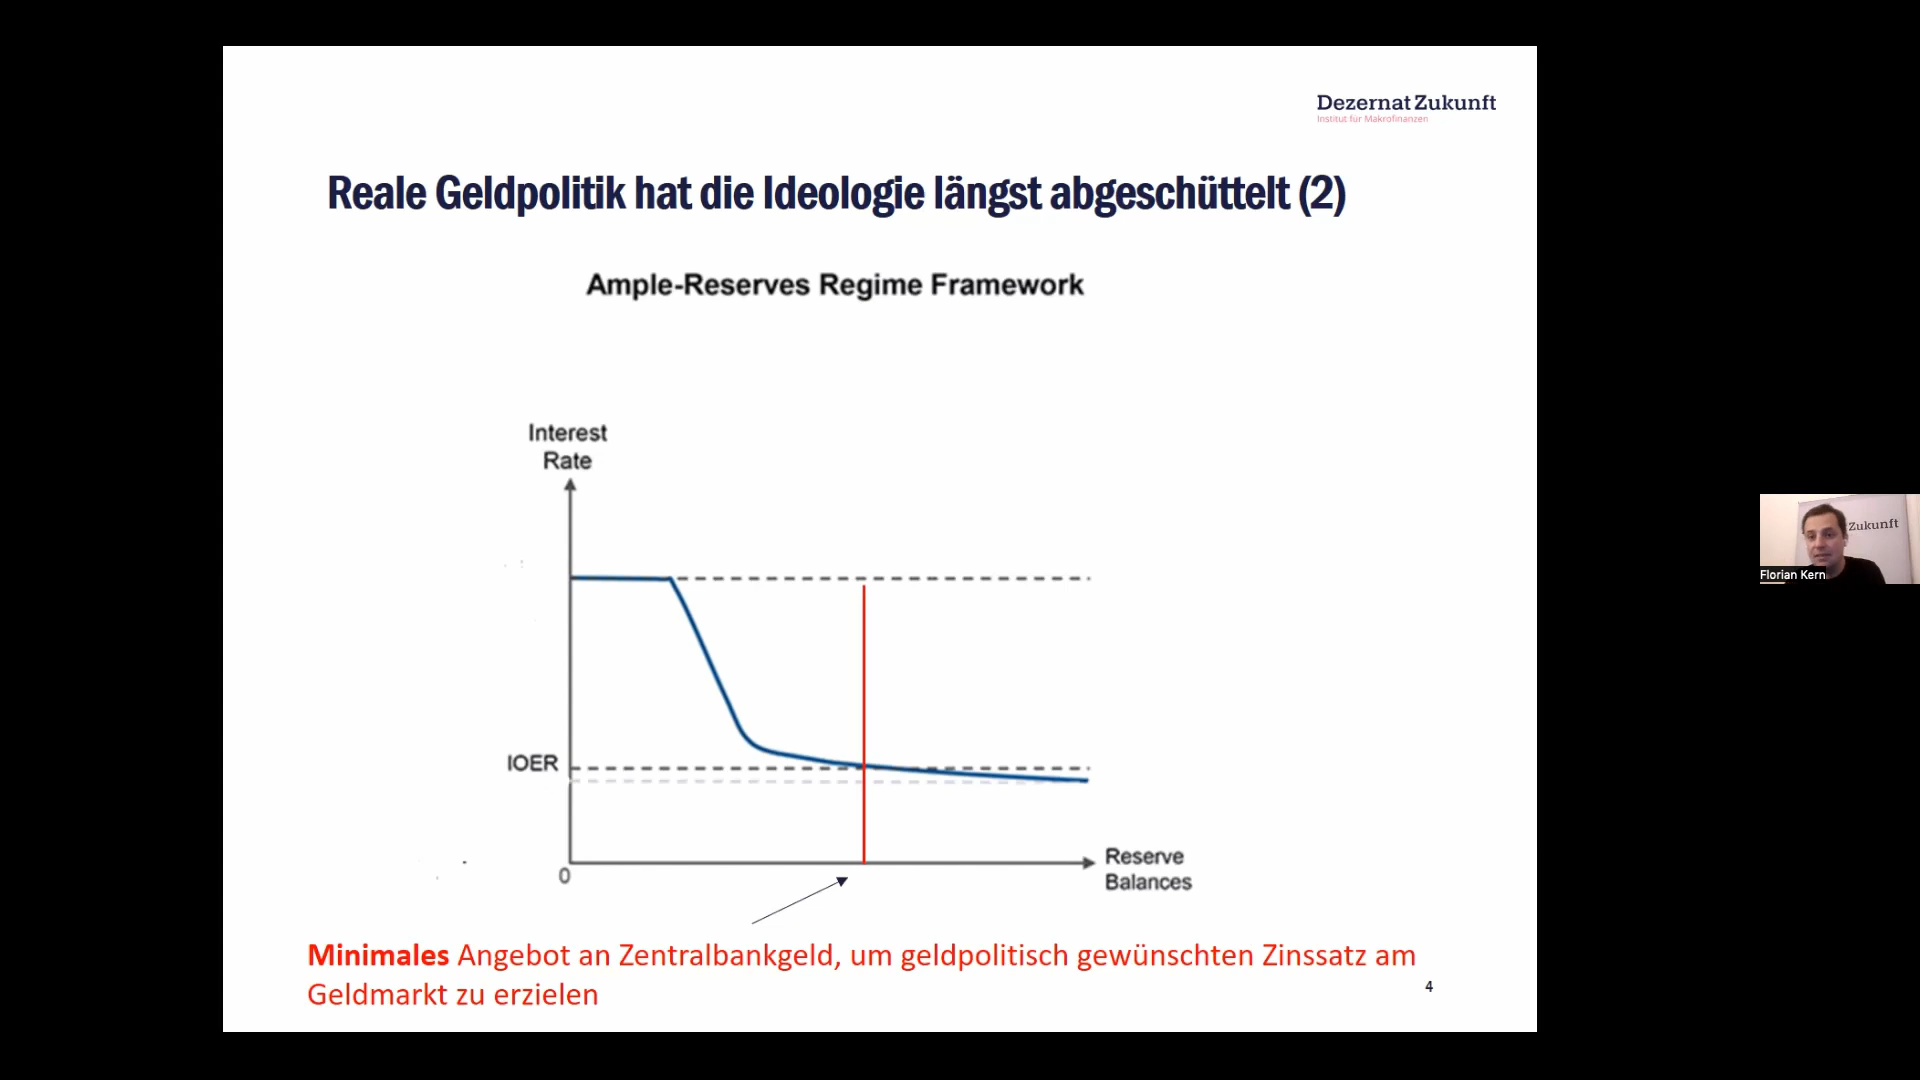 Dezernat Zukunft
Institut für Makrofinanzen
Reale Geldpolitik hat die Ideologie längst abgeschüttelt (2)
Ample-Reserves Regime Framework
Interest
Rate
Zukunft
Florian Kern
IOER
0
Reserve
Balances
Minimales Angebot an Zentralbankgeld, um geldpolitisch gewünschten Zinssatz am
Geldmarkt zu erzielen
4